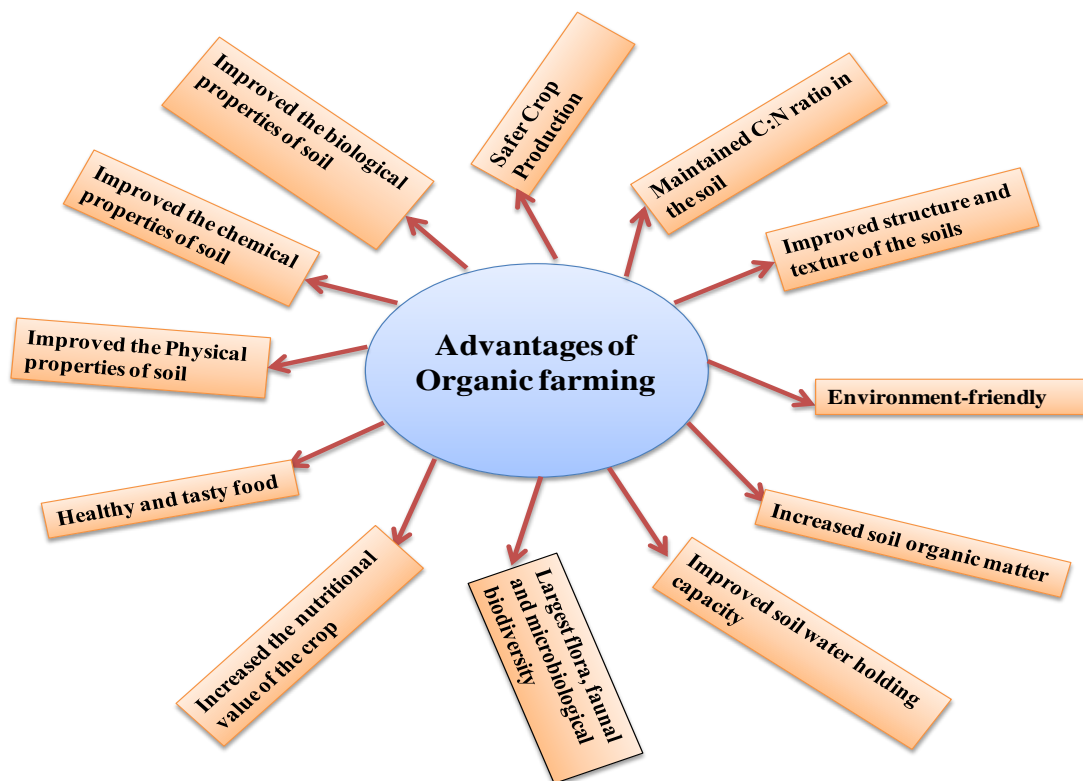 Advantages of
Organic farming
Safer Crop
Production
Maintained C:N ratio in
the soil
Improved structure and
texture of the soils
Environment-friendly
Increased soil organic matter
Improved soil water holding
capacity
Largest flora, faunal
and microbiological
biodiversity
Increased the nutritional
value of the crop
Healthy and tasty food
Improved the Physical
properties of soil
Improved the chemical
properties of soil
Improved the biological
properties of soil